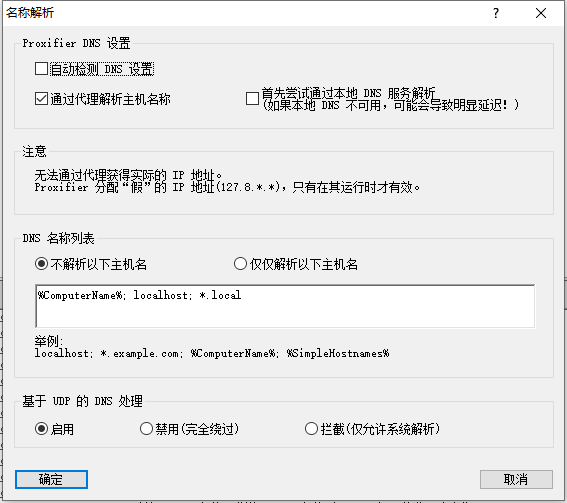 名称解析
Proxifier DNS 设置
自动检测 DNS 设置
通过代理解析主机名称
首先尝试通过本地 DNS 服务解析
(如果本地 DNS 不可用，可能会导致明显延迟！)
注意
无法通过代理获得实际的 IP 地址。
Proxifier 分配“假”的 IP 地址(127.8.*.*)，只有在其运行时才有效。
DNS 名称列表
不解析以下主机名
仅仅解析以下主机名
%ComputerName%; localhost; *.local
举例:
localhost; *.example.com; %ComputerName%; %SimpleHostnames%
基于 UDP 的 DNS 处理
启用
禁用(完全绕过)
拦截(仅允许系统解析)
确定
取消